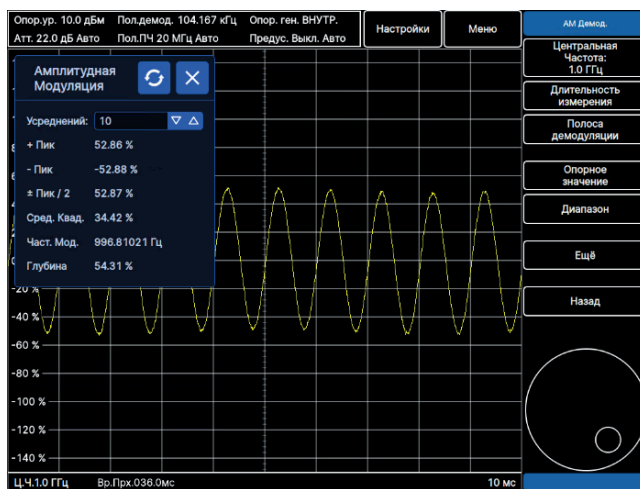 Опор.ур. 10.0 дБм Пол.демод. 104.167 кГц Опор. ген. ВНУТР.
Атт. 22.0 дБ Авто Пол.ПЧ 20 МГц Авто Предус. Выкл. Авто
Настройки
Меню
АМ Демод.
Центральная
Частота:
1.0 ГГц
Длительность
измерения
Полоса
демодуляции
Опорное
значение
Диапазон
Ещё
Назад
Амплитудная
Модуляция
Усреднений: 10
+ Пик 52.86 %
- Пик -52.88 %
± Пик / 2 52.87 %
Сред. Квад. 34.42 %
Част. Мод. 996.81021 Гц
Глубина 54.31 %
-20 %
-40 %
-60 %
-80 %
-100 %
-120 %
-140 %
Ц.Ч.1.0 ГГц Вр.Прх.036.0мс 10 мс